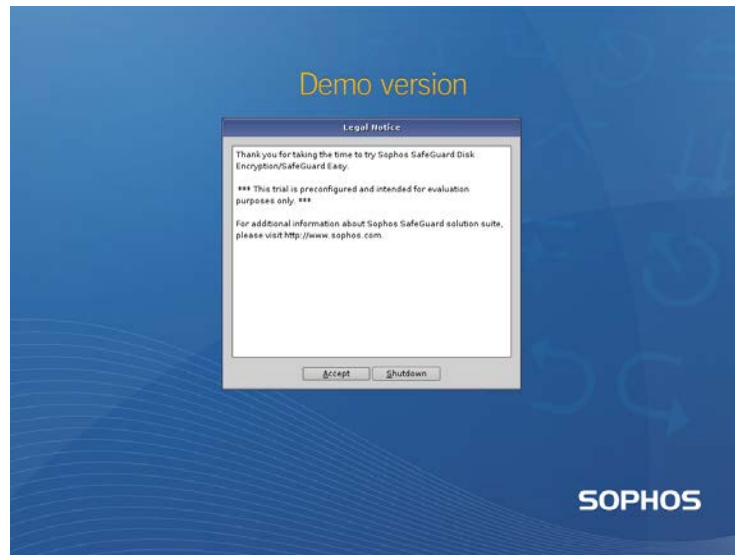 Demo version
Legal Notice
Thank you for taking the time to try Sophos SafeGuard Disk
Encryption/SafeGuard Easy.
*** This trial is preconfigured and intended for evaluation
purposes only. ***
For additional information about Sophos SafeGuard solution suite,
please visit http://www.sophos.com.
Accept Shutdown
SOPHOS